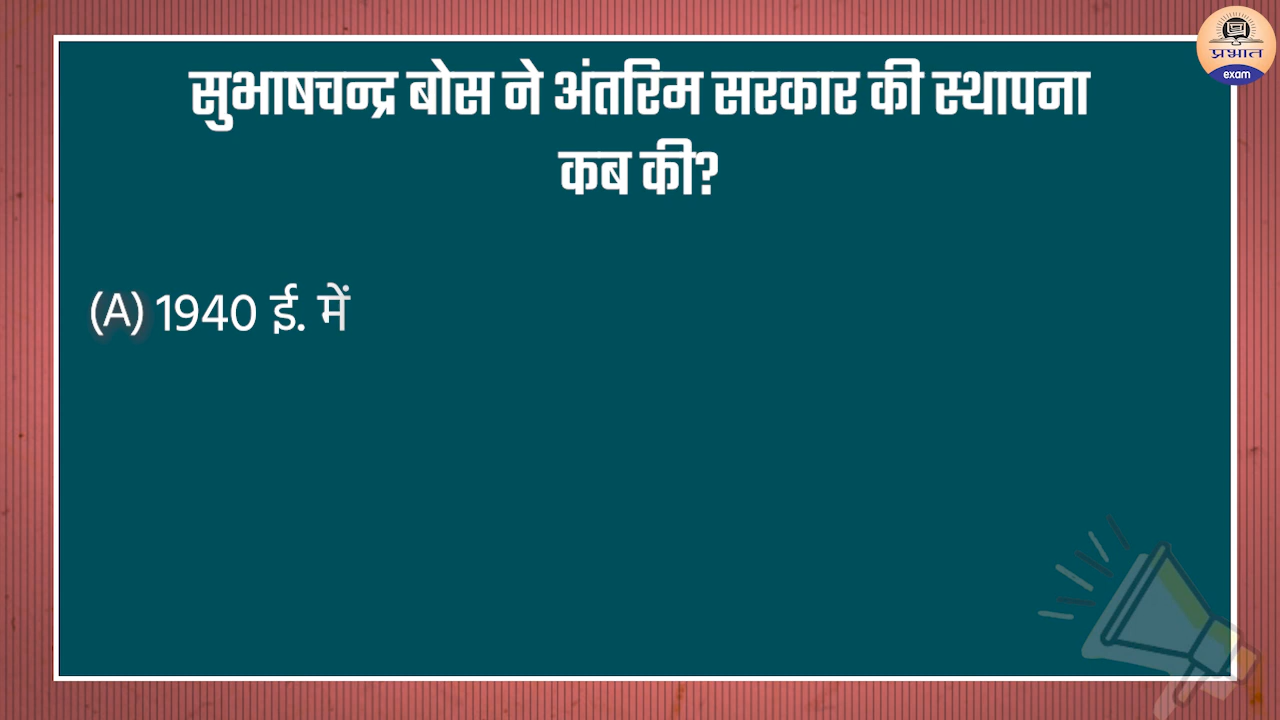 प्रभात
exam
सुभाषचन्द्र बोस ने अंतरिम सरकार की स्थापना
कब की?
(A) 1940 ई. में